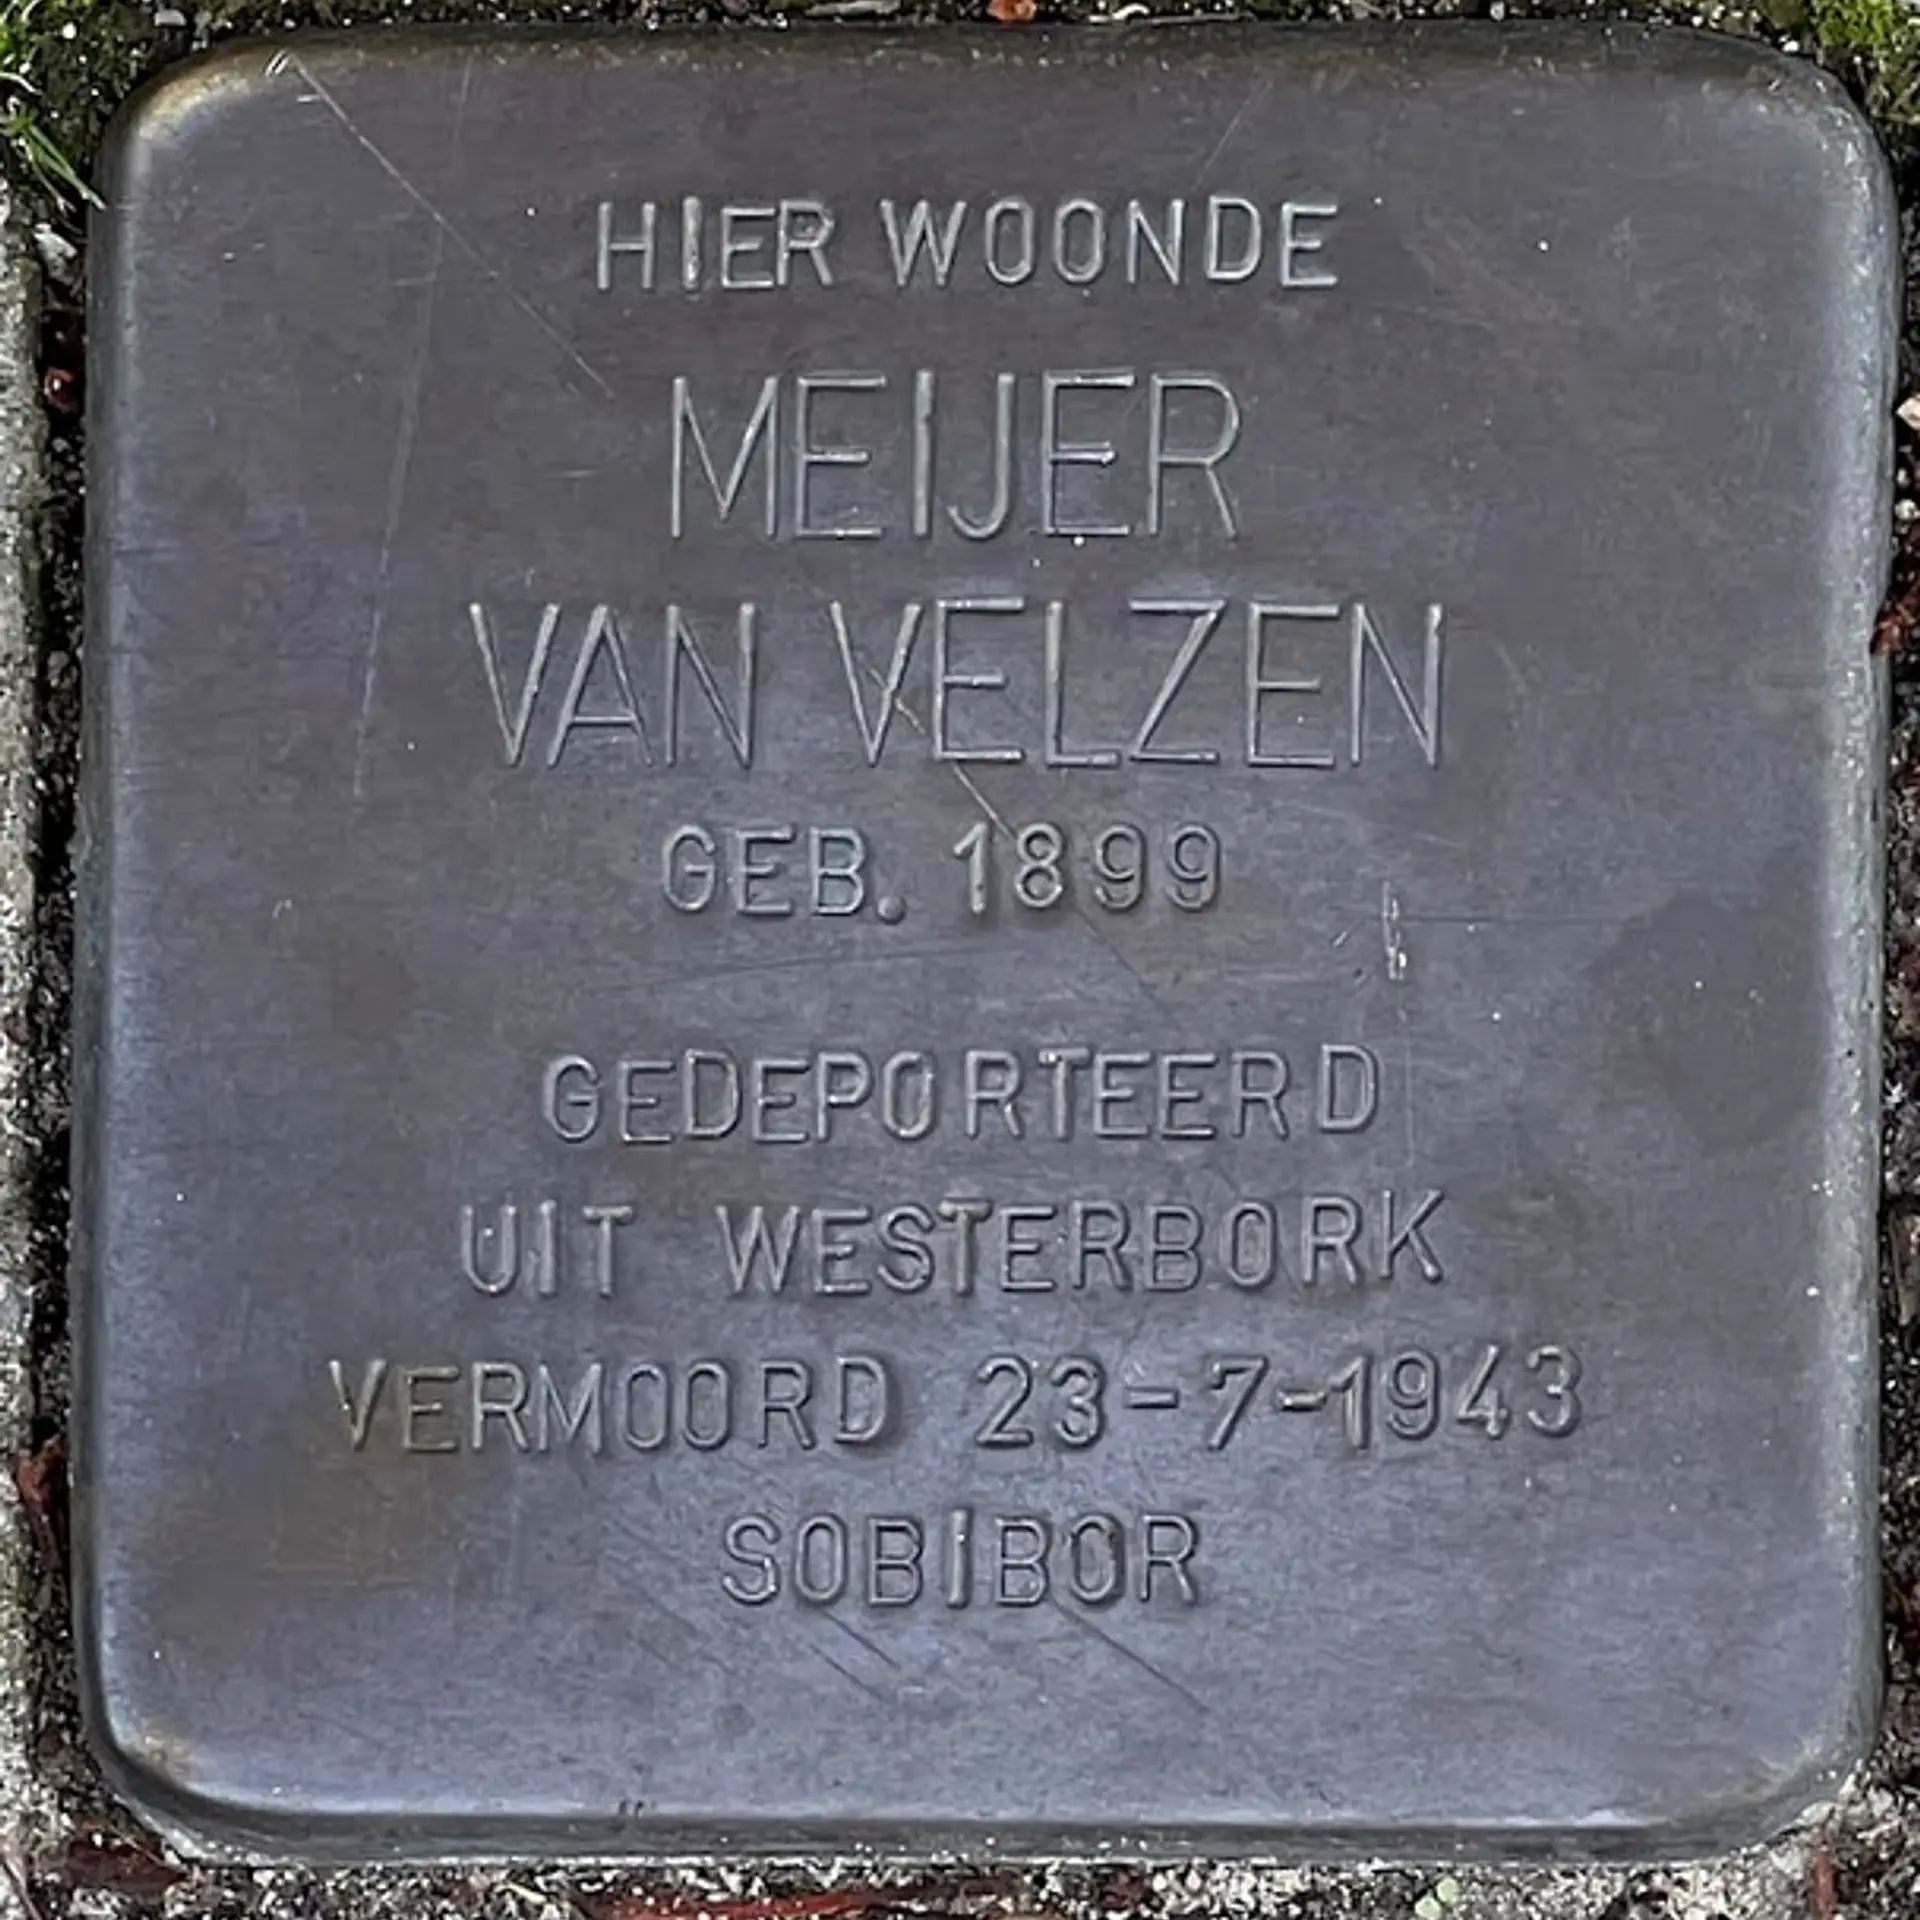 HIER WOONDE
MEIJER
VAN VELZEN
GEB. 1899
GEDEPORTEERD
UIT WESTERBORK
VERMOORD 23-7-1943
SOBIBOR